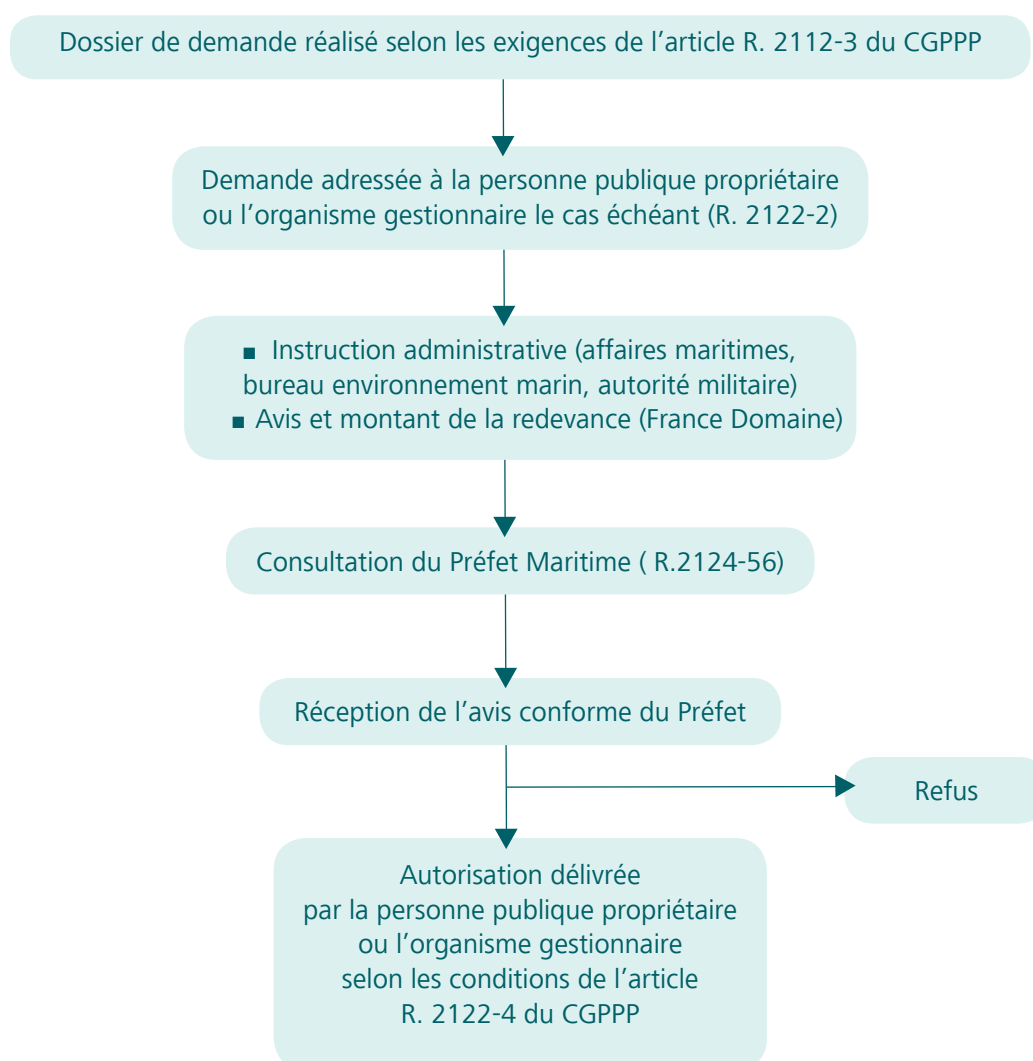 Dossier de demande réalisé selon les exigences de l’article R. 2112-3 du CGPPP
Demande adressée à la personne publique propriétaire
ou l’organisme gestionnaire le cas échéant (R. 2122-2)
■ Instruction administrative (affaires maritimes,
bureau environnement marin, autorité militaire)
■ Avis et montant de la redevance (France Domaine)
Consultation du Préfet Maritime ( R.2124-56)
Réception de l’avis conforme du Préfet
Refus
Autorisation délivrée
par la personne publique propriétaire
ou l’organisme gestionnaire
selon les conditions de l’article
R. 2122-4 du CGPPP